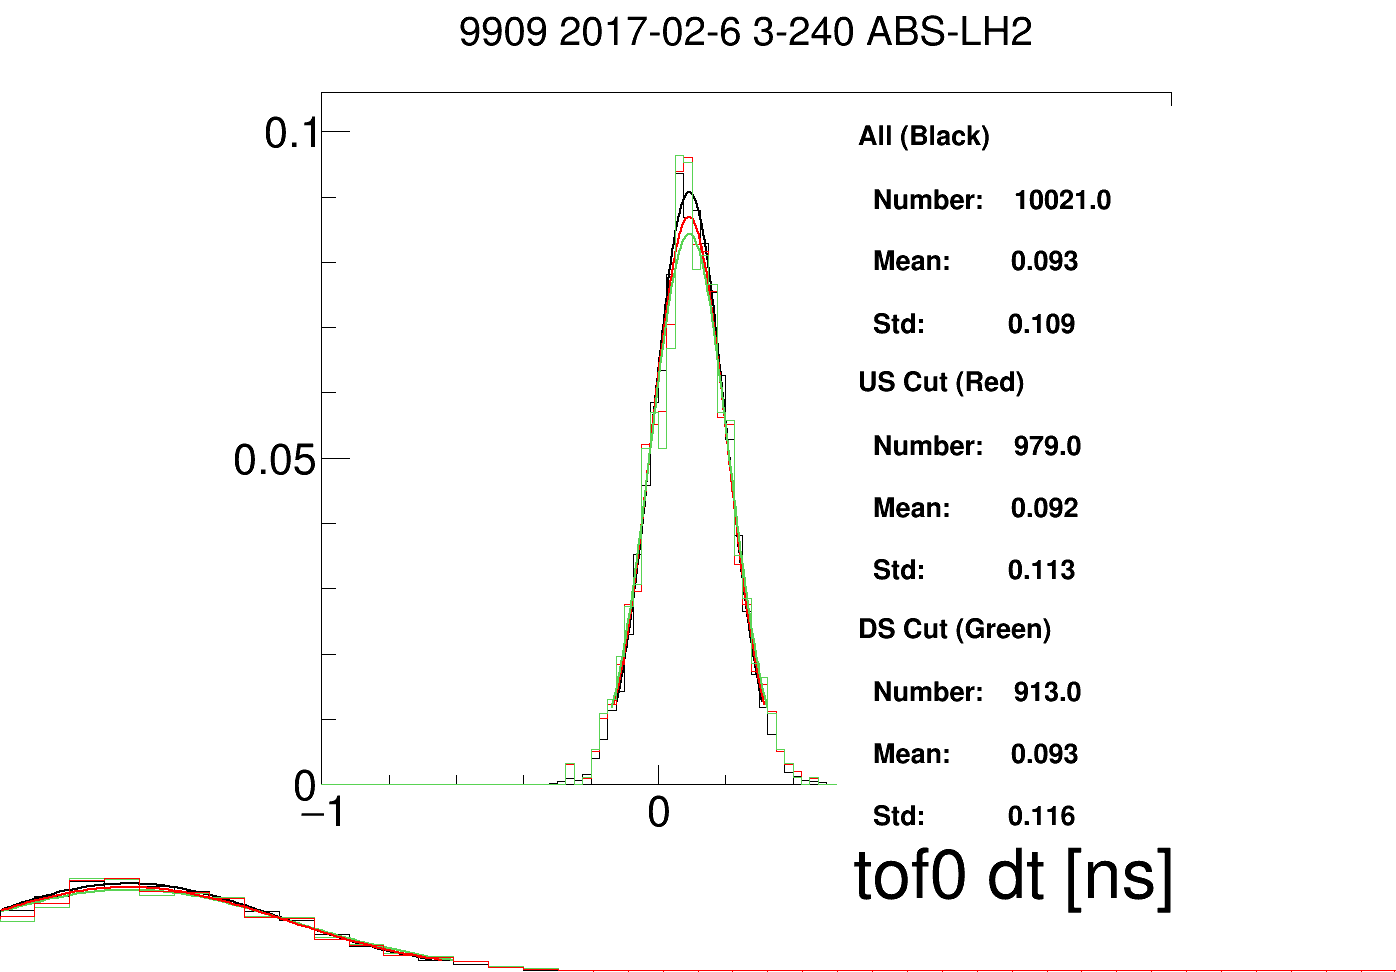 9909 2017-02-6 3-240 ABS-LH2
0.1
0.05
0
−1
0
All (Black)
Number: 10021.0
Mean: 0.093
Std: 0.109
US Cut (Red)
Number: 979.0
Mean: 0.092
Std: 0.113
DS Cut (Green)
Number: 913.0
Mean: 0.093
Std: 0.116
tof0 dt [ns]